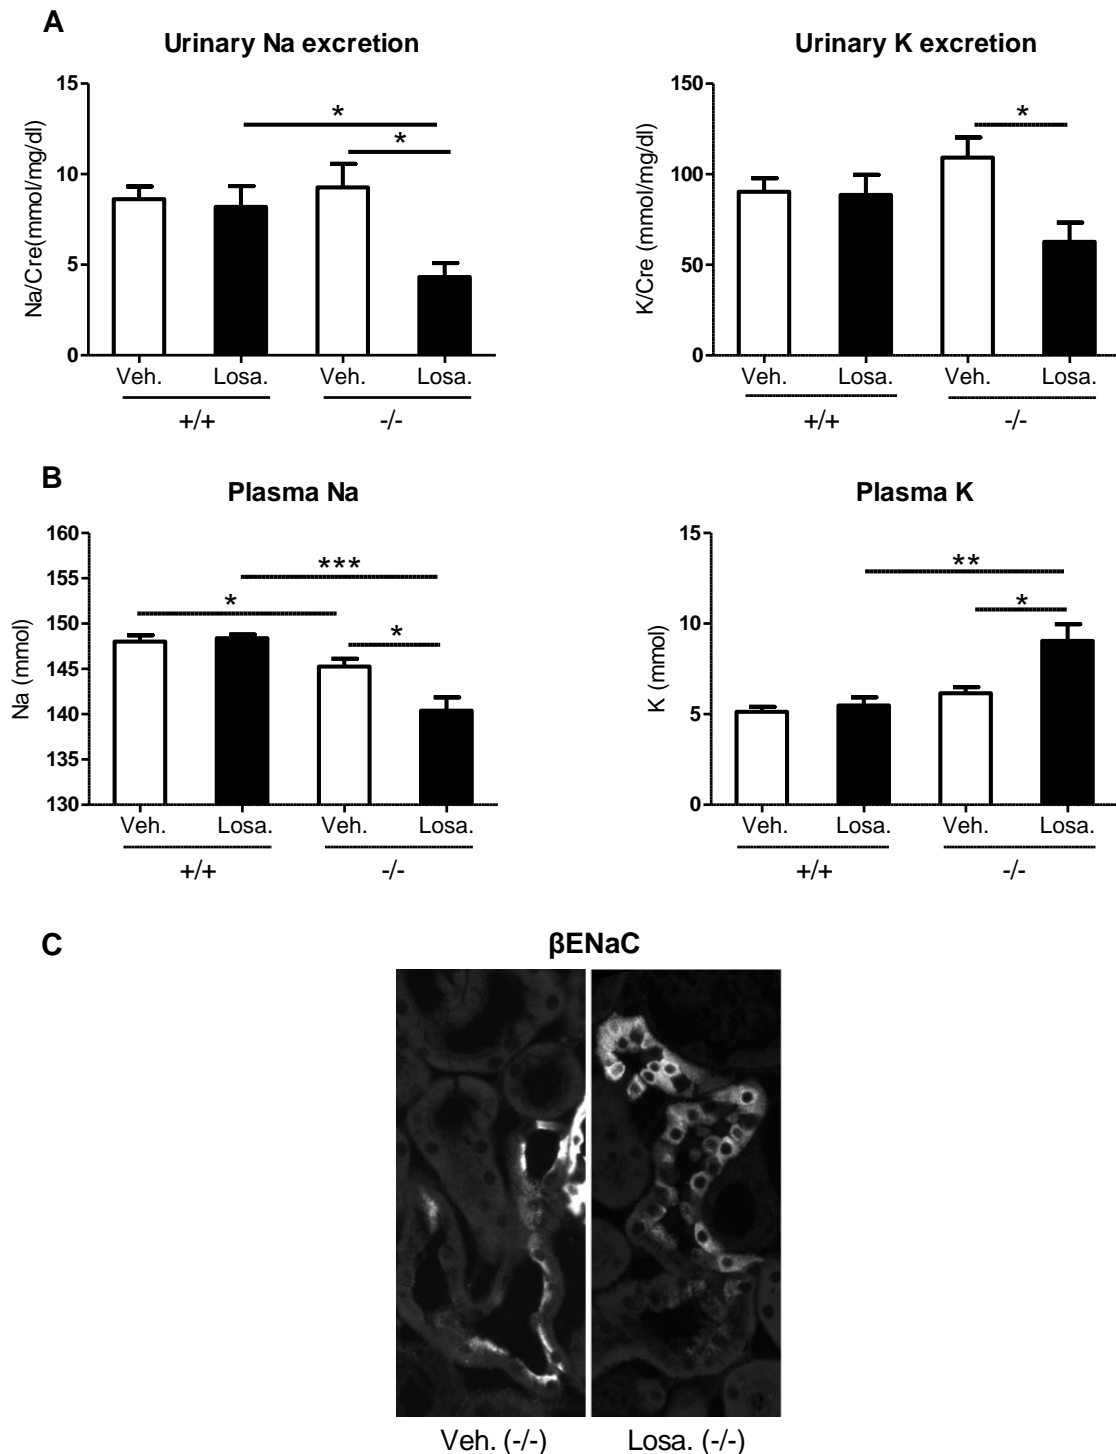 A
Urinary Na excretion
Urinary K excretion
Na/Cre(mmol/mg/dl)
15
10
5
0
*
*
Veh. Losa. Veh. Losa.
+/+ -/-
K/Cre (mmol/mg/dl)
150
100
50
0
*
Veh. Losa. Veh. Losa.
+/+ -/-
B
Plasma Na
Plasma K
Na (mmol)
160
155
150
145
140
135
130
***
*
*
Veh. Losa. Veh. Losa.
+/+ -/-
K (mmol)
15
10
5
0
**
*
Veh. Losa. Veh. Losa.
+/+ -/-
C
βENaC
Veh. (-/-) Losa. (-/-)